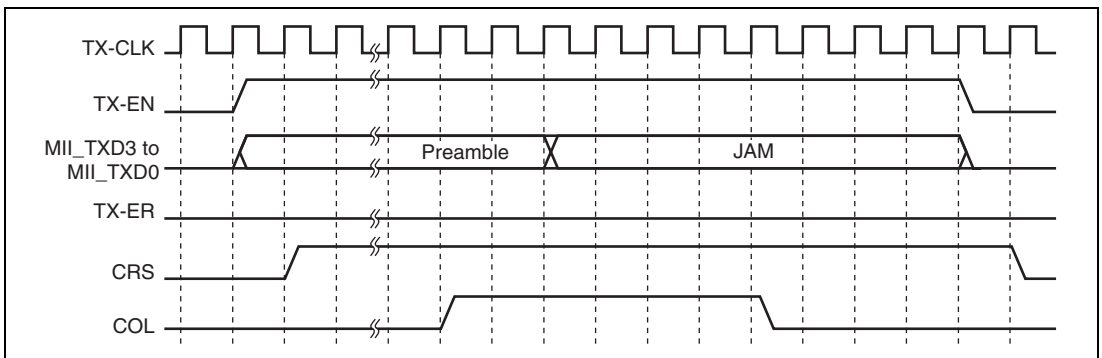 TX-CLK
TX-EN
MII_TXD3 to
MII_TXD0
Preamble
JAM
TX-ER
CRS
COL